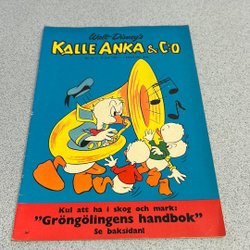 Walt Disney's
KALLE ANKA & C:O
Kul att ha i skog och mark:
"Gröngölingens handbok"
Se baksidan!